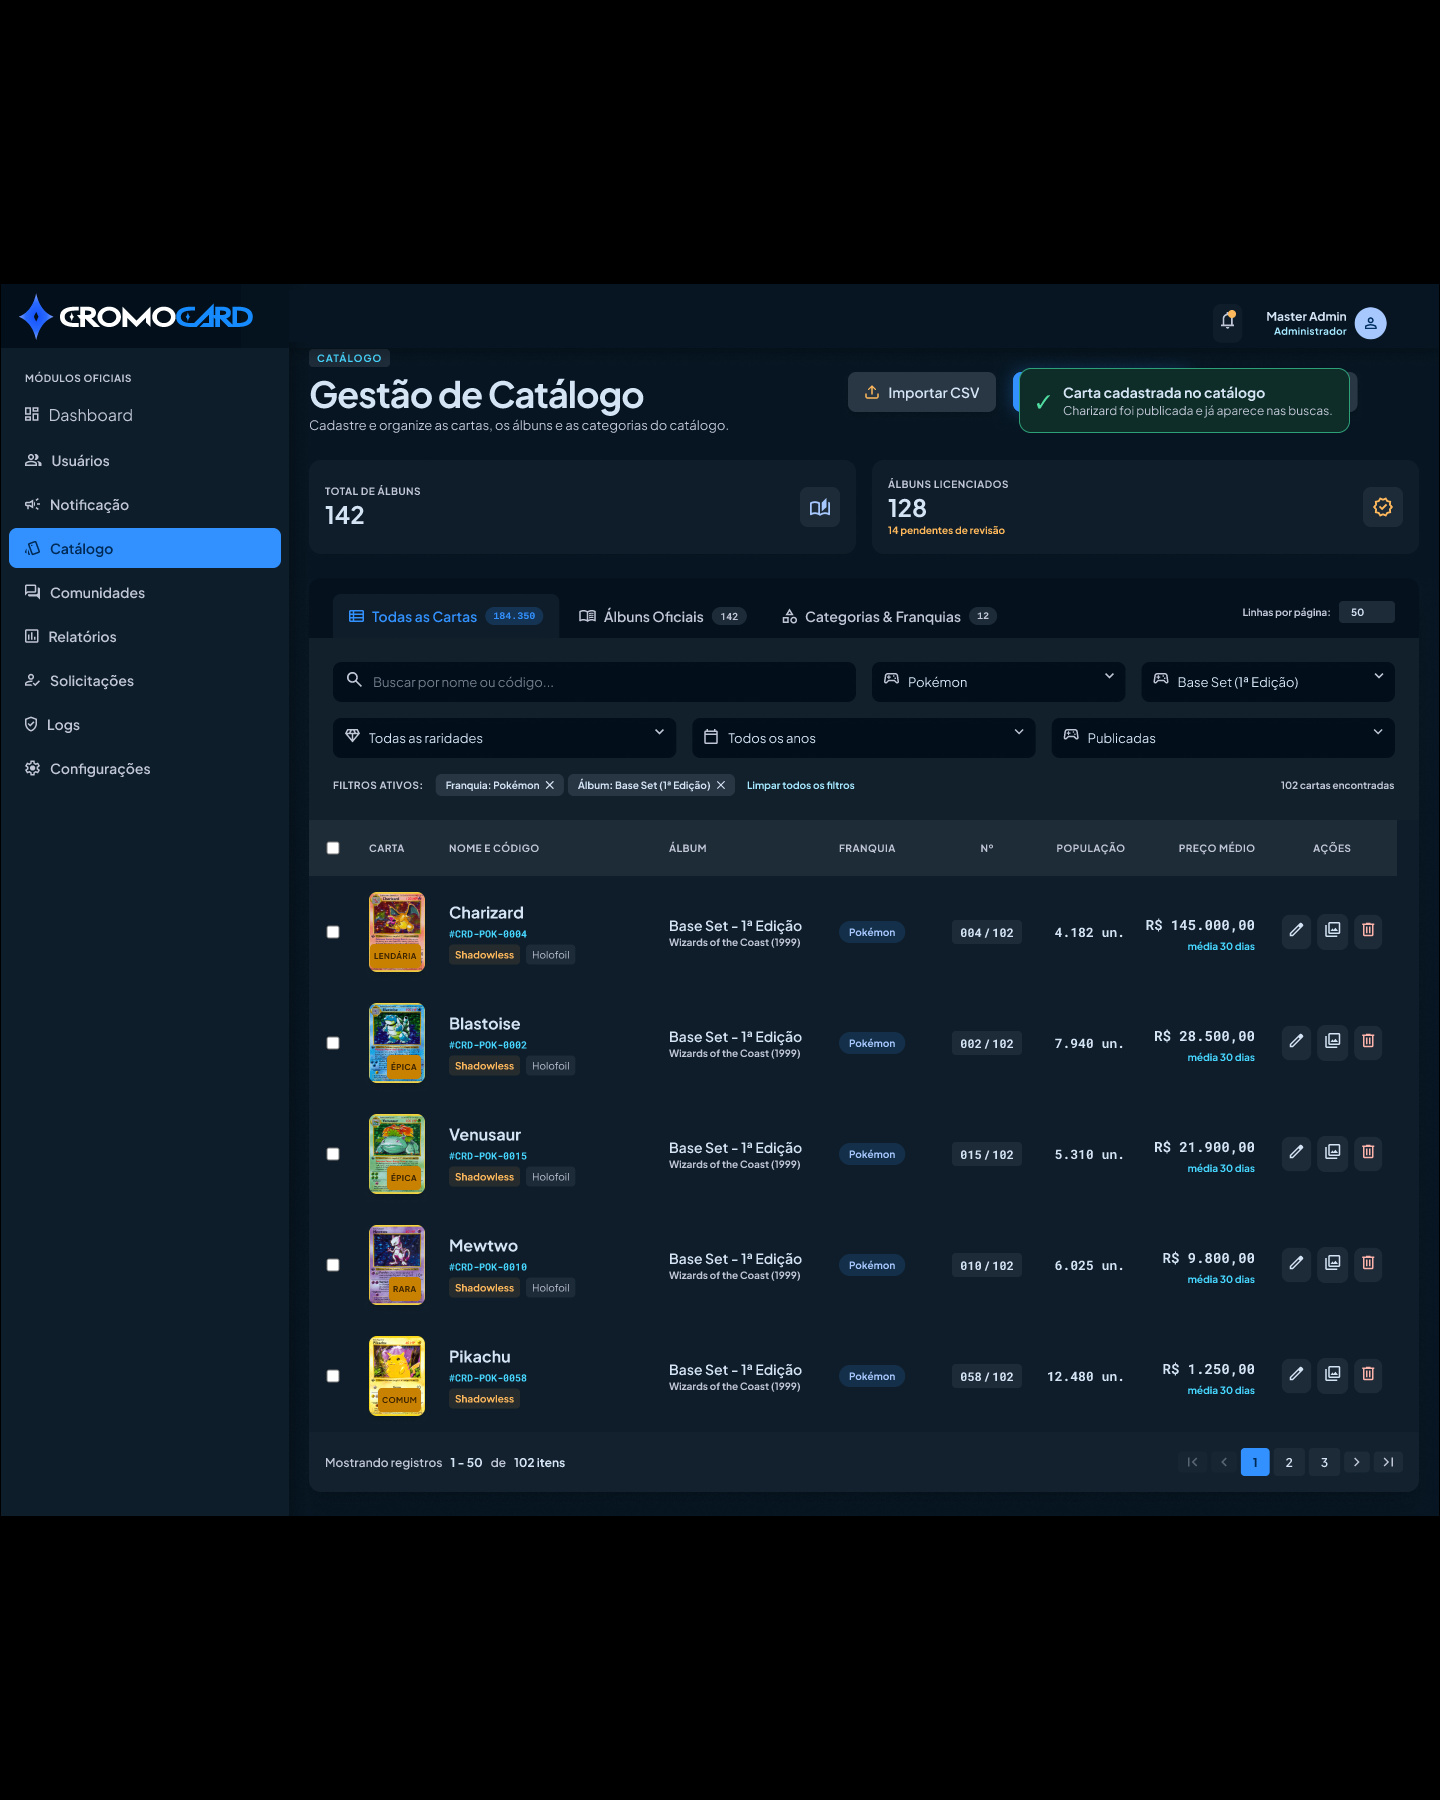 CROMOCARD
Master Admin
Administrador
MÓDULOS OFICIAIS
Dashboard
Usuários
Notificação
Catálogo
Comunidades
Relatórios
Solicitações
Logs
Configurações
CATÁLOGO
Gestão de Catálogo
Cadastre e organize as cartas, os álbuns e as categorias do catálogo.
Importar CSV
✓ Carta cadastrada no catálogo
Charizard foi publicada e já aparece nas buscas.
TOTAL DE ÁLBUNS
142
ÁLBUNS LICENCIADOS
128
14 pendentes de revisão
Todas as Cartas 184.350
Álbuns Oficiais 142
Categorias & Franquias 12
Linhas por página: 50
Buscar por nome ou código...
Pokémon
Base Set (1ª Edição)
Todas as raridades
Todos os anos
Publicadas
FILTROS ATIVOS: Franquia: Pokémon Álbum: Base Set (1ª Edição) Limpar todos os filtros
102 cartas encontradas
CARTA NOME E CÓDIGO ÁLBUM FRANQUIA Nº POPULAÇÃO PREÇO MÉDIO AÇÕES
LENDÁRIA
Charizard
#CRD-POK-0004
Shadowless Holofoil
Base Set - 1ª Edição
Wizards of the Coast (1999)
Pokémon
004 / 102
4.182 un.
R$ 145.000,00
média 30 dias
ÉPICA
Blastoise
#CRD-POK-0002
Shadowless Holofoil
Base Set - 1ª Edição
Wizards of the Coast (1999)
Pokémon
002 / 102
7.940 un.
R$ 28.500,00
média 30 dias
ÉPICA
Venusaur
#CRD-POK-0015
Shadowless Holofoil
Base Set - 1ª Edição
Wizards of the Coast (1999)
Pokémon
015 / 102
5.310 un.
R$ 21.900,00
média 30 dias
RARA
Mewtwo
#CRD-POK-0010
Shadowless Holofoil
Base Set - 1ª Edição
Wizards of the Coast (1999)
Pokémon
010 / 102
6.025 un.
R$ 9.800,00
média 30 dias
COMUM
Pikachu
#CRD-POK-0058
Shadowless
Base Set - 1ª Edição
Wizards of the Coast (1999)
Pokémon
058 / 102
12.480 un.
R$ 1.250,00
média 30 dias
Mostrando registros 1 - 50 de 102 itens
1 2 3